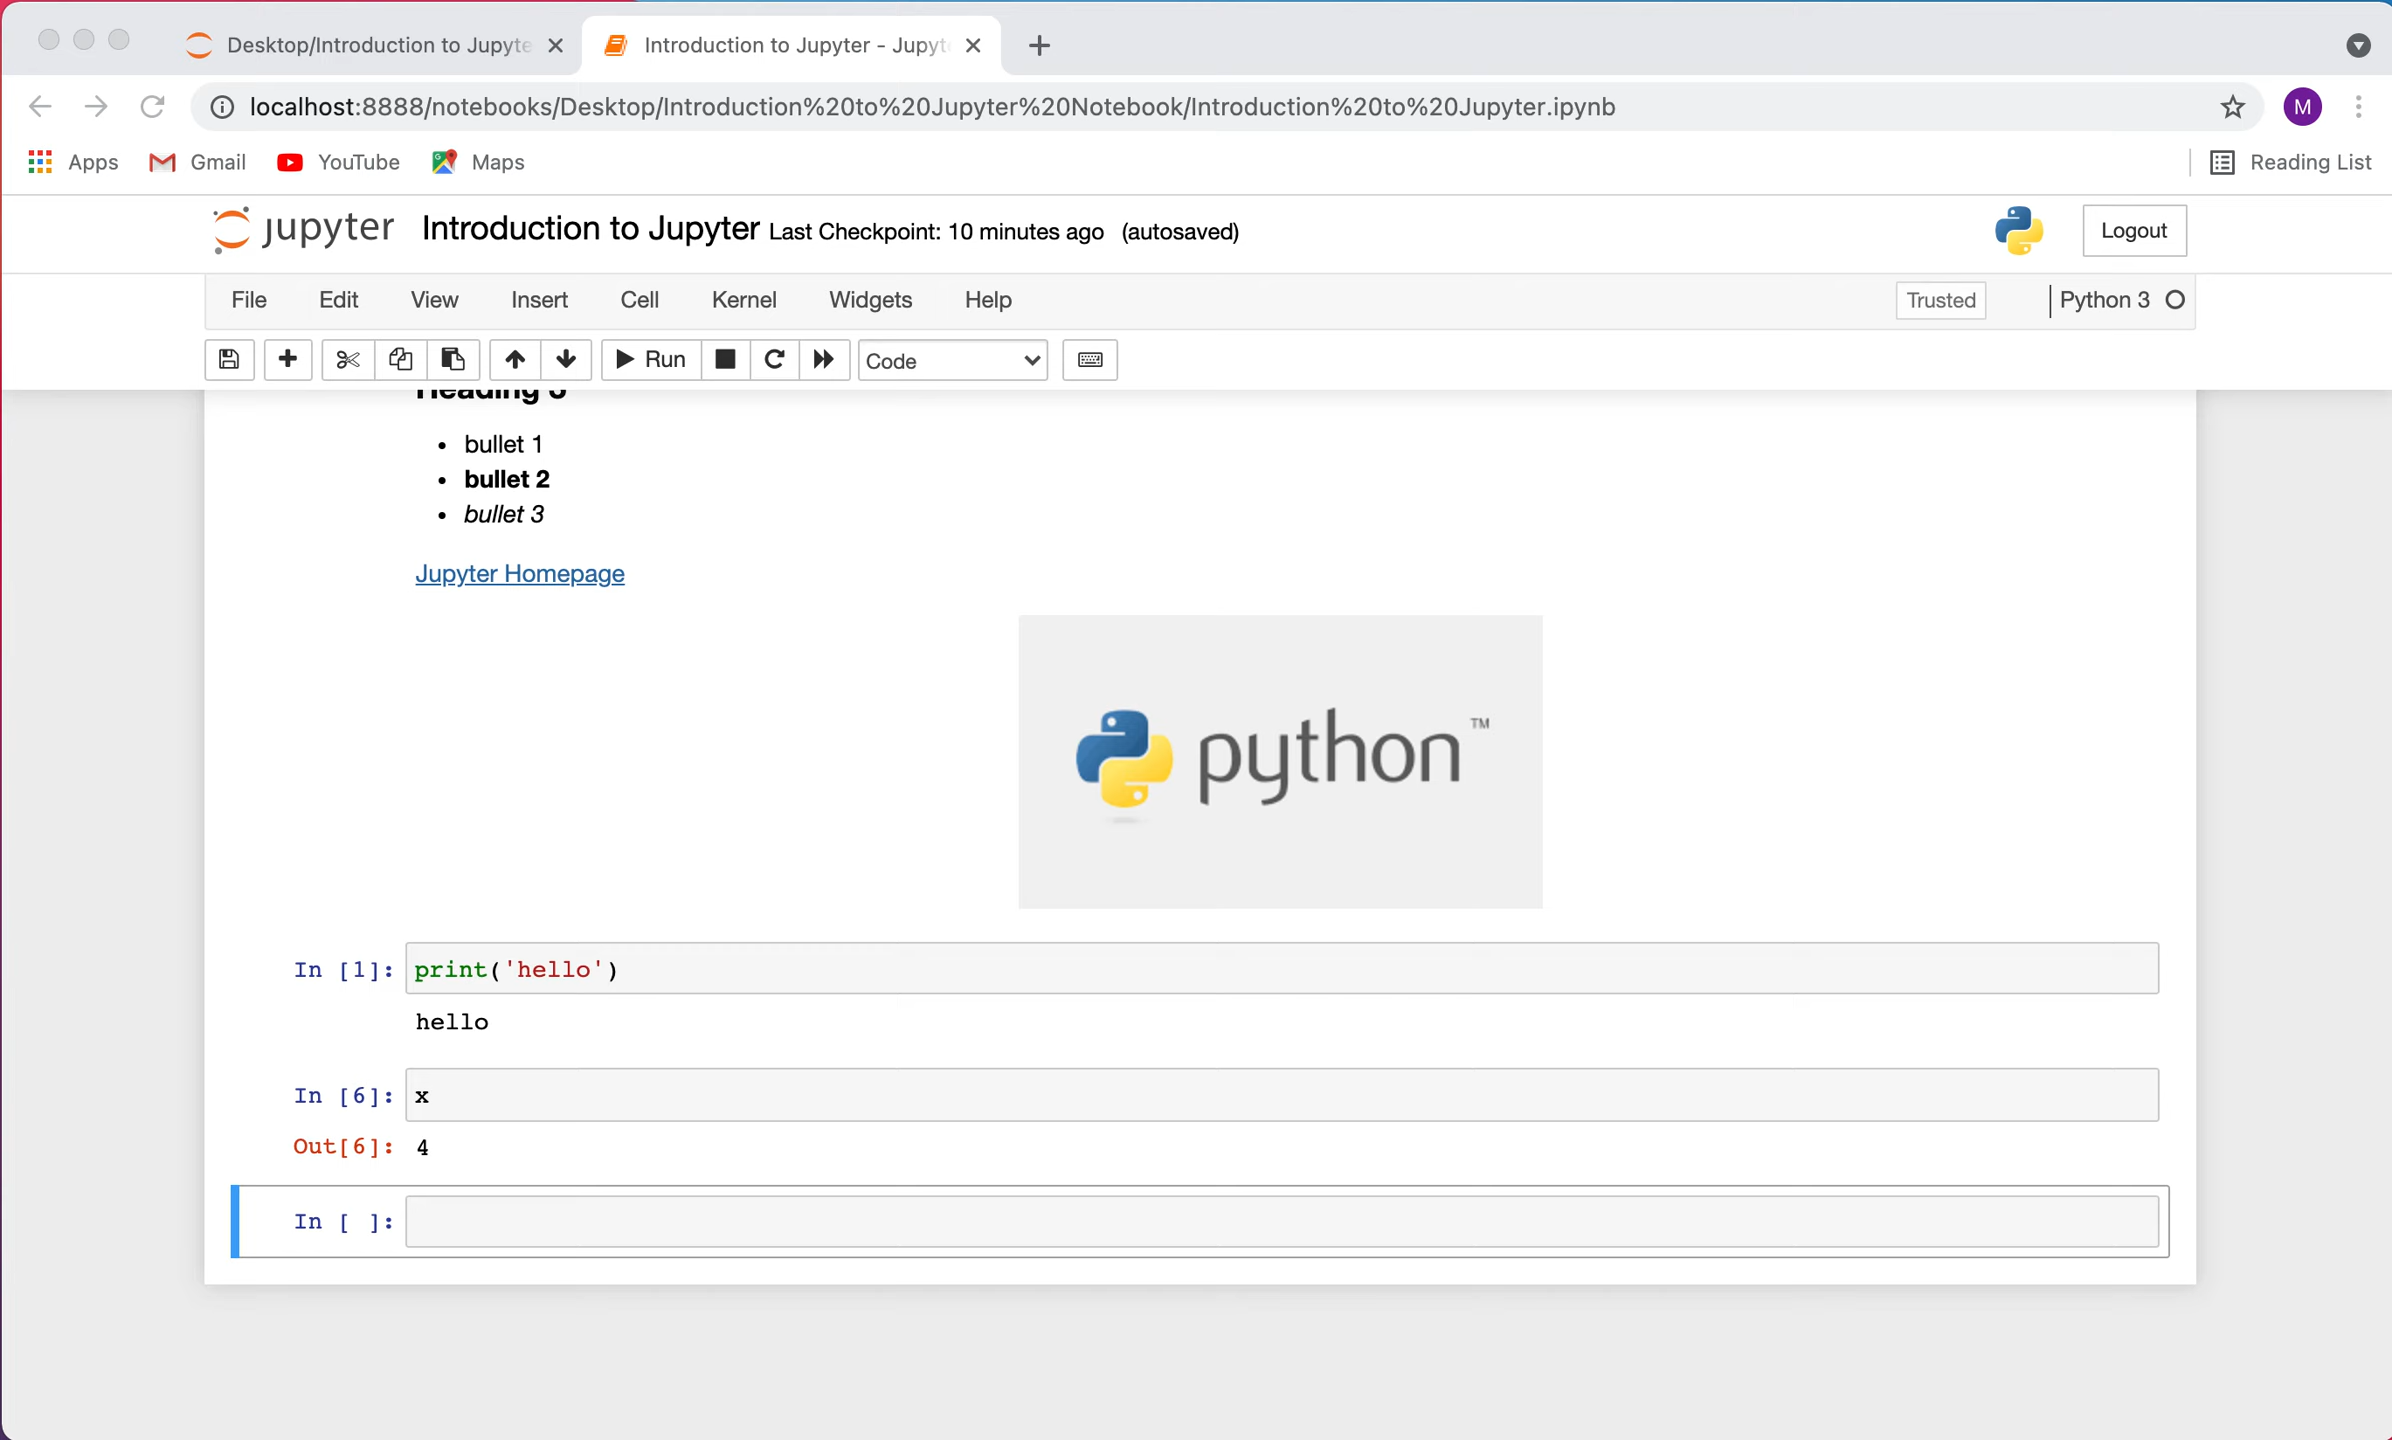 Desktop/Introduction to Jupyte
Introduction to Jupyter - Jupyt
localhost:8888/notebooks/Desktop/Introduction%20to%20Jupyter%20Notebook/Introduction%20to%20Jupyter.ipynb
M
Apps
Gmail
YouTube
Maps
Reading List
jupyter
Introduction to Jupyter Last Checkpoint: 10 minutes ago (autosaved)
Logout
File Edit View Insert Cell Kernel Widgets Help
Trusted
Python 3
Run
Code
Heading 3
• bullet 1
• bullet 2
• bullet 3
Jupyter Homepage
python™
In [1]: print('hello')
hello
In [6]: x
Out[6]: 4
In [ ]: